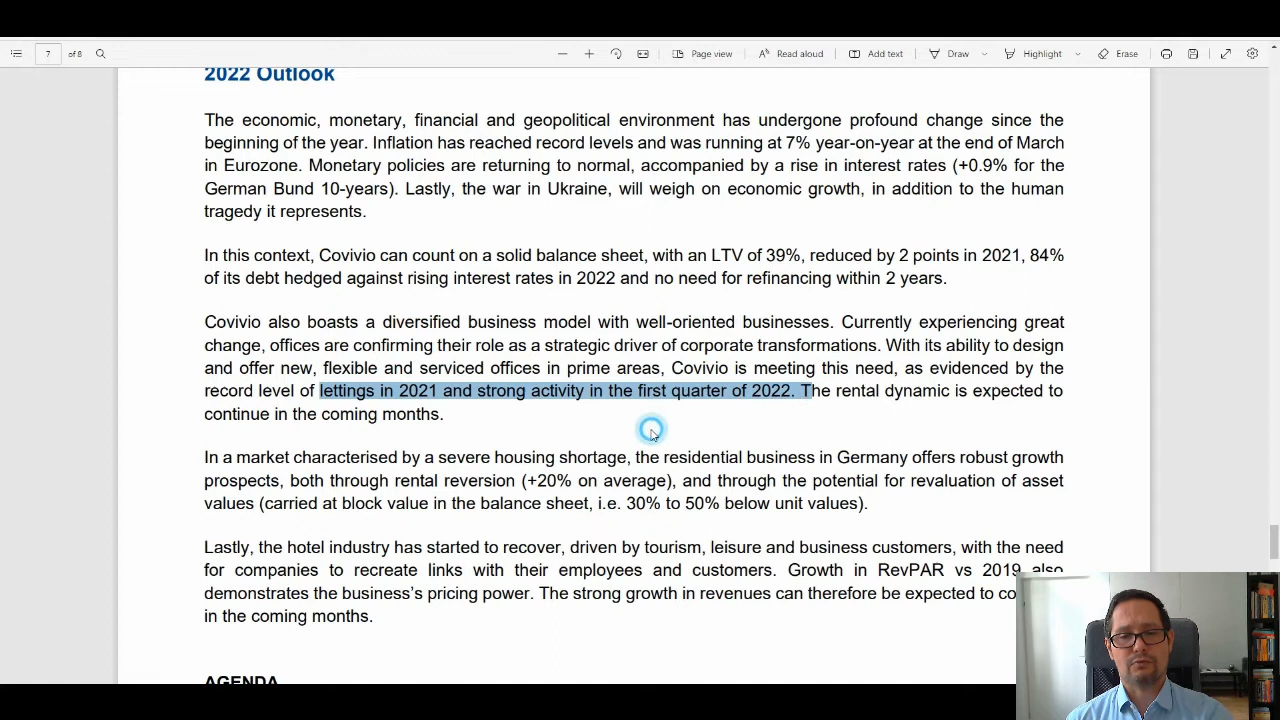 7 of 8 Page view Read aloud Add text Draw Highlight Erase
2022 Outlook
The economic, monetary, financial and geopolitical environment has undergone profound change since the
beginning of the year. Inflation has reached record levels and was running at 7% year-on-year at the end of March
in Eurozone. Monetary policies are returning to normal, accompanied by a rise in interest rates (+0.9% for the
German Bund 10-years). Lastly, the war in Ukraine, will weigh on economic growth, in addition to the human
tragedy it represents.
In this context, Covivio can count on a solid balance sheet, with an LTV of 39%, reduced by 2 points in 2021, 84%
of its debt hedged against rising interest rates in 2022 and no need for refinancing within 2 years.
Covivio also boasts a diversified business model with well-oriented businesses. Currently experiencing great
change, offices are confirming their role as a strategic driver of corporate transformations. With its ability to design
and offer new, flexible and serviced offices in prime areas, Covivio is meeting this need, as evidenced by the
record level of lettings in 2021 and strong activity in the first quarter of 2022. The rental dynamic is expected to
continue in the coming months.
In a market characterised by a severe housing shortage, the residential business in Germany offers robust growth
prospects, both through rental reversion (+20% on average), and through the potential for revaluation of asset
values (carried at block value in the balance sheet, i.e. 30% to 50% below unit values).
Lastly, the hotel industry has started to recover, driven by tourism, leisure and business customers, with the need
for companies to recreate links with their employees and customers. Growth in RevPAR vs 2019 also
demonstrates the business's pricing power. The strong growth in revenues can therefore be expected to
in the coming months.
AGENDA